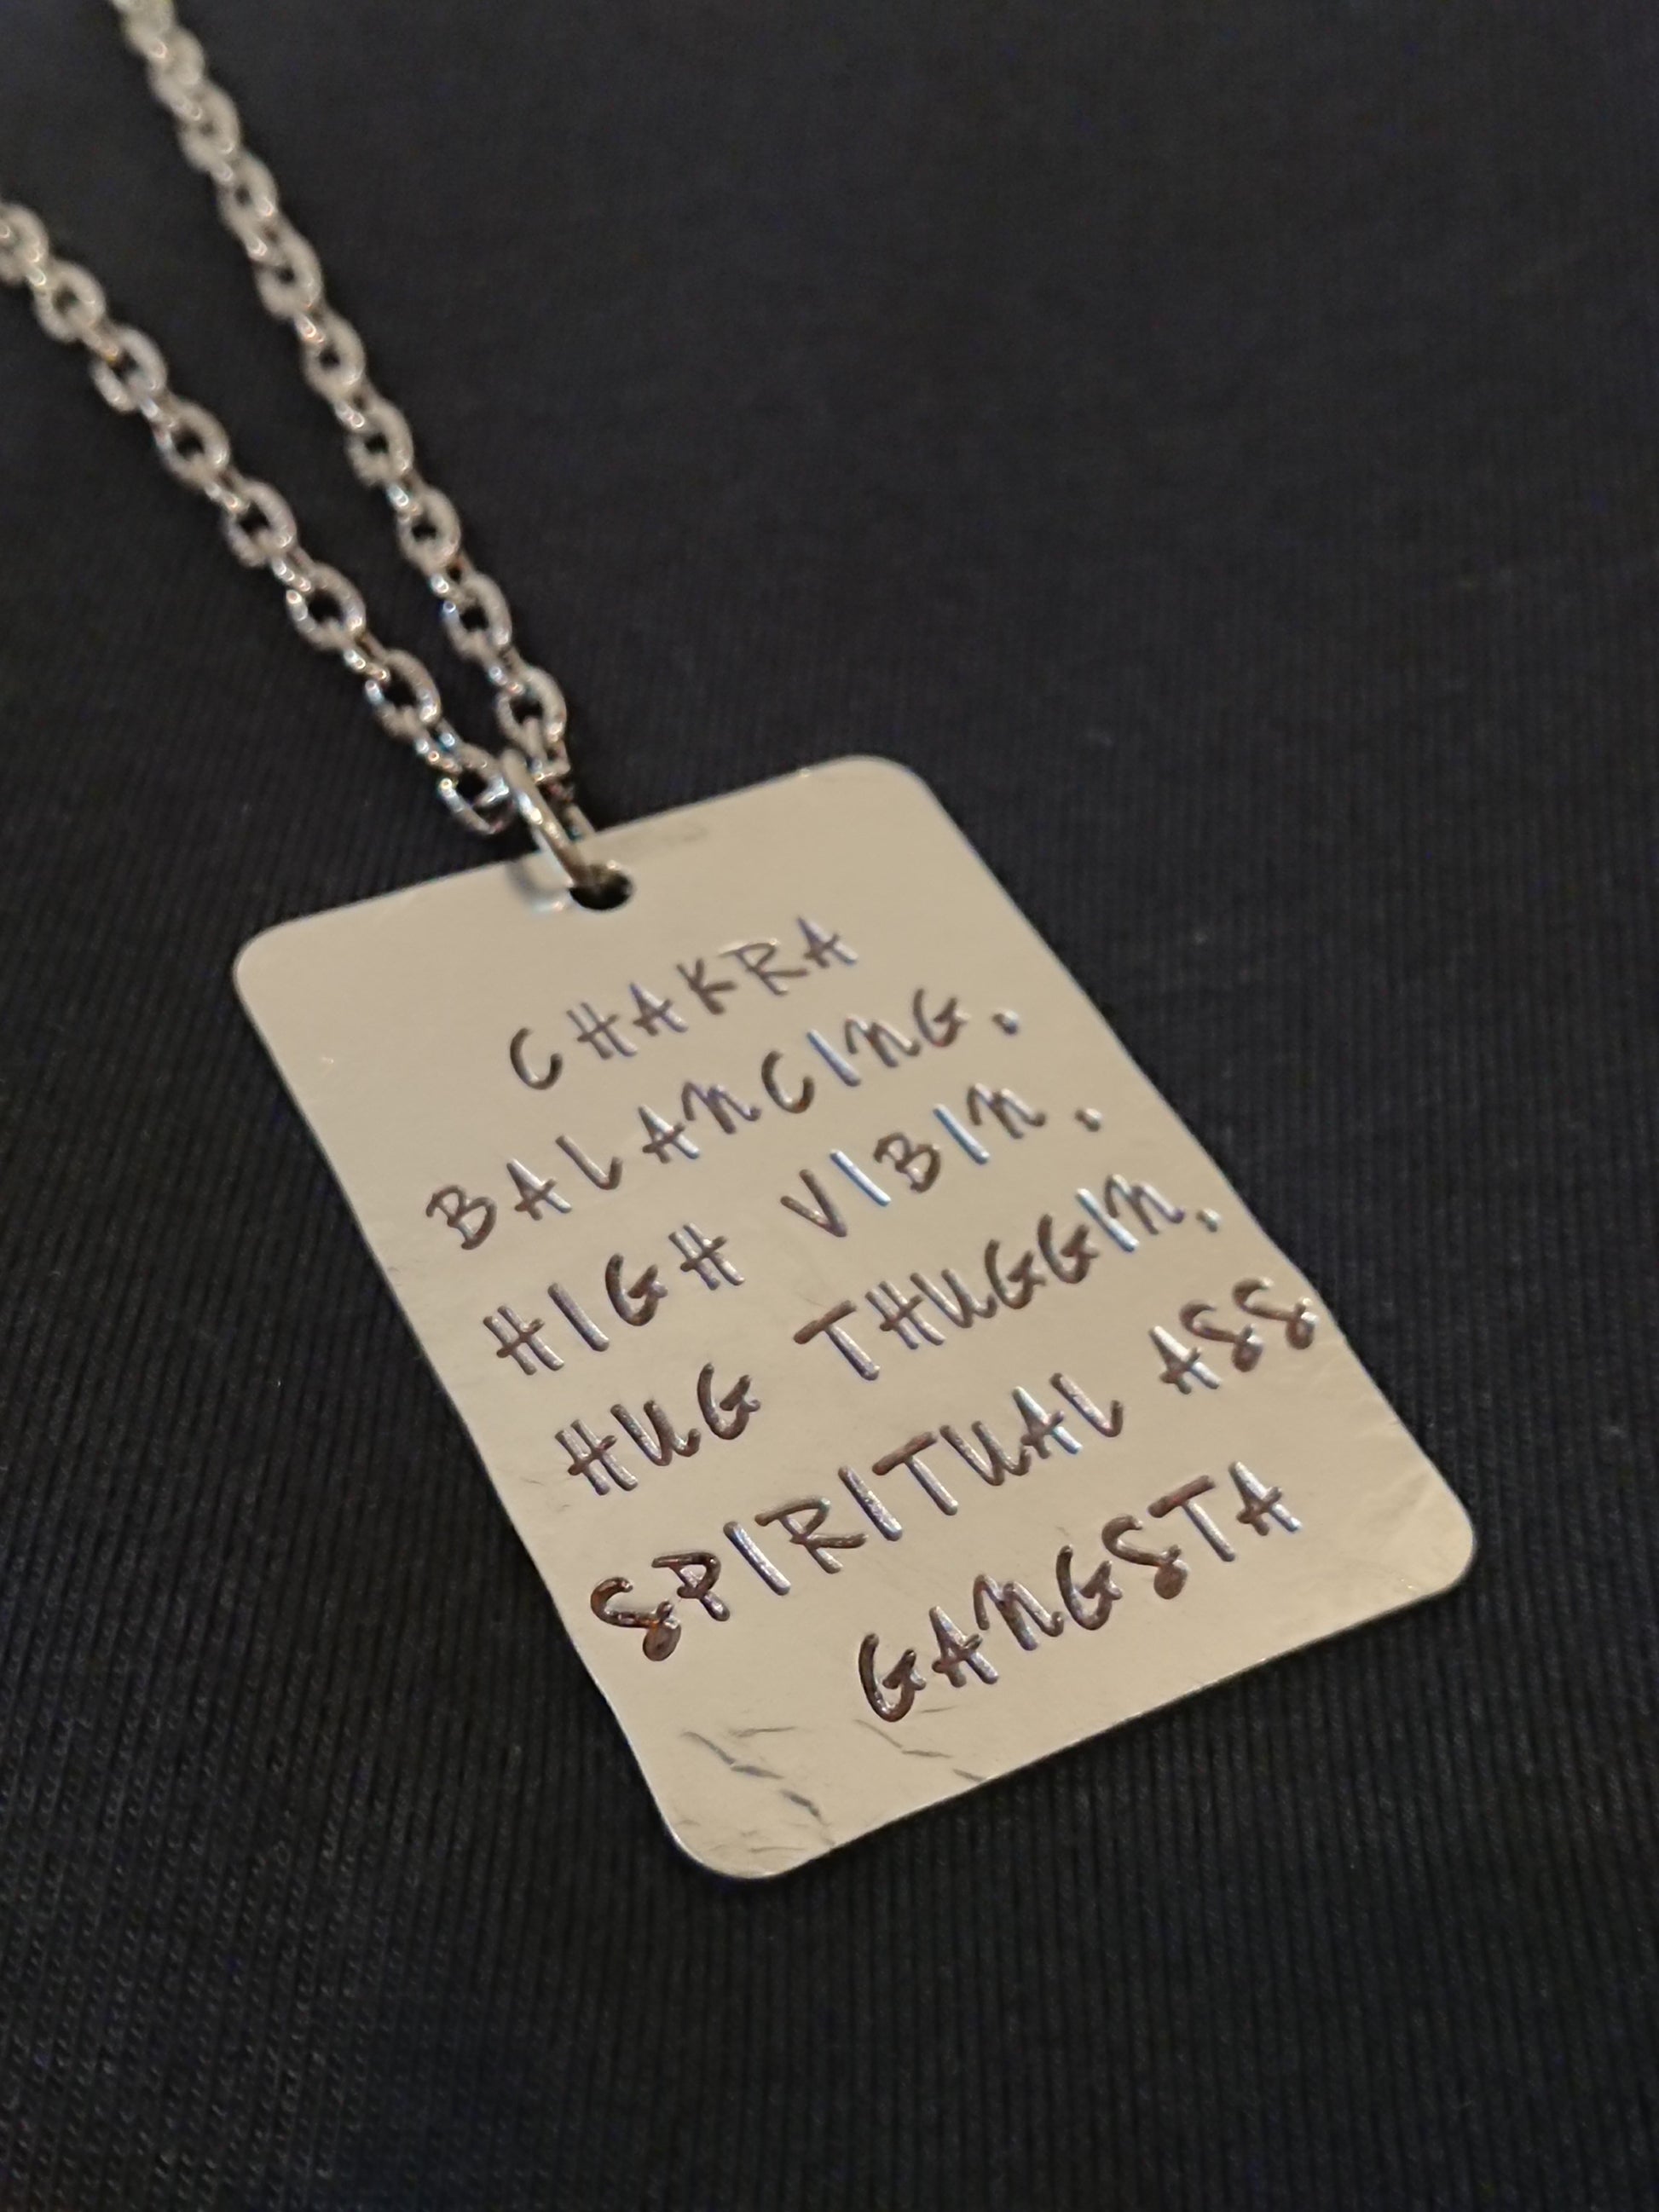 CHAKRA
BALANCING,
HIGH VIBIN,
HUG THUGGIN,
SPIRITUAL ASS
GANGSTA